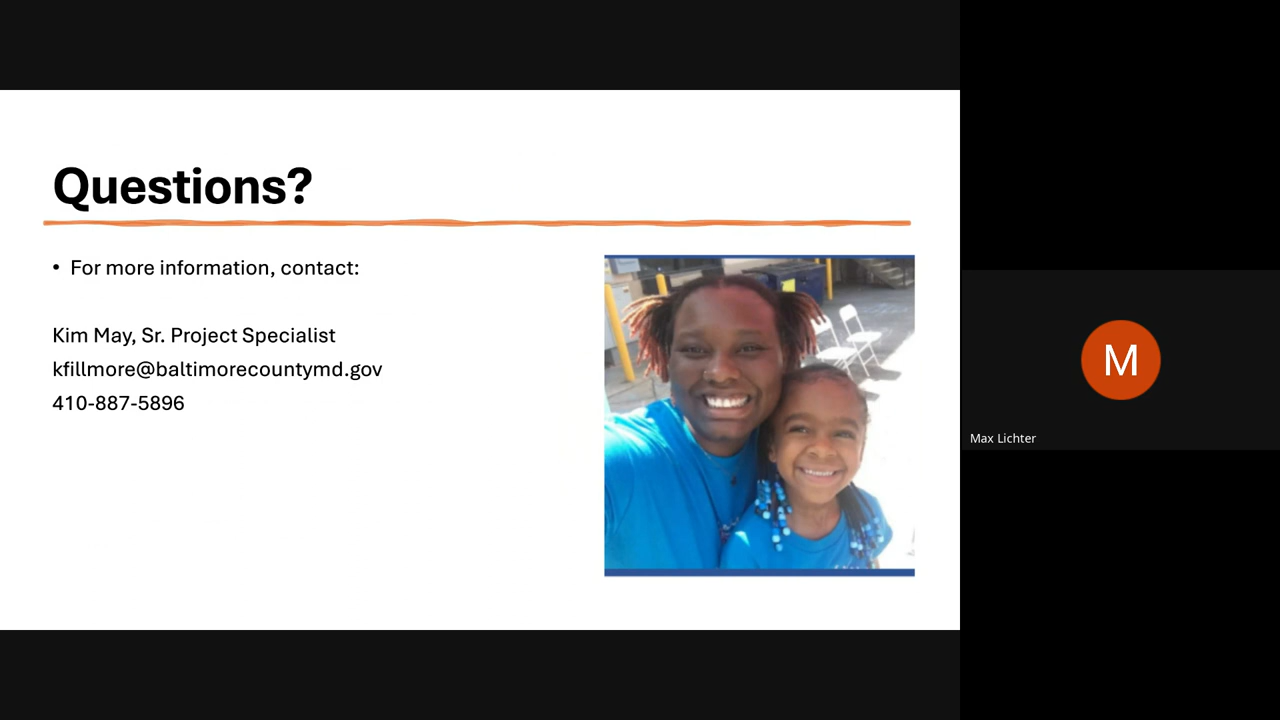 Questions?
• For more information, contact:
Kim May, Sr. Project Specialist
kfillmore@baltimorecountymd.gov
410-887-5896
M
Max Lichter